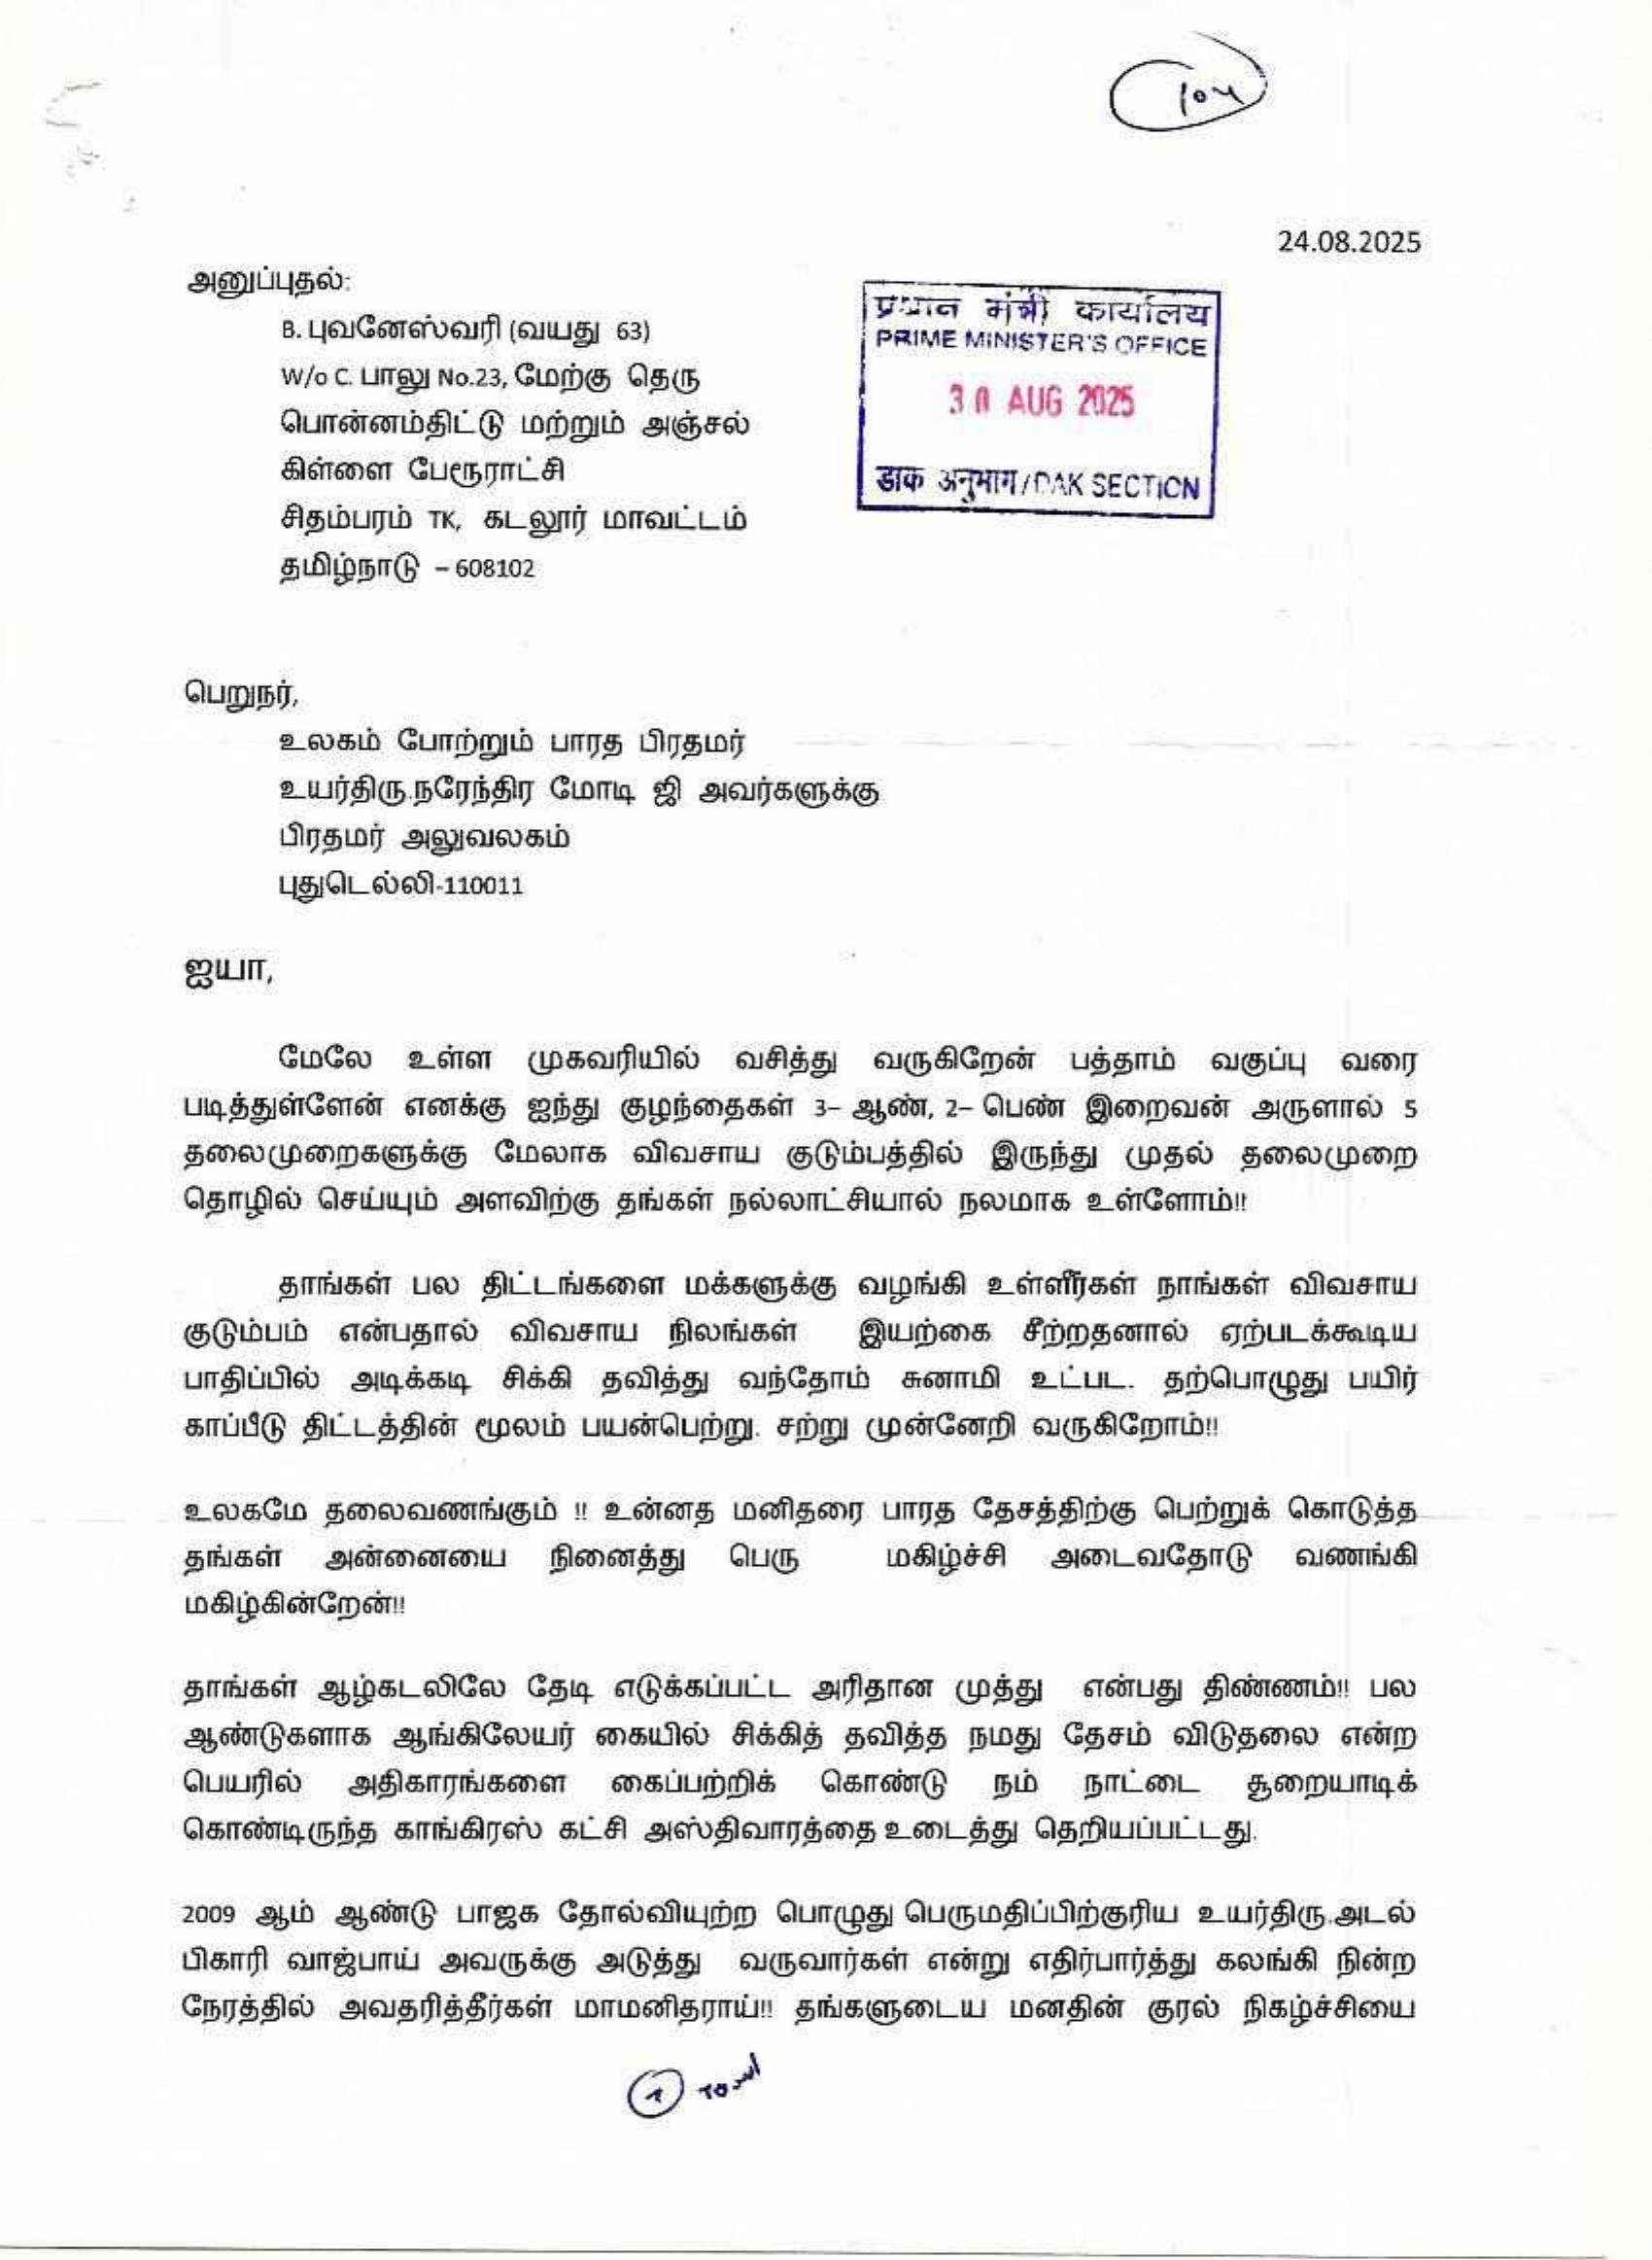 104
24.08.2025
அனுப்புதல்:
B. புவனேஸ்வரி (வயது 63)
W/o C. பாலு No.23, மேற்கு தெரு
பொன்னம்திட்டு மற்றும் அஞ்சல்
கிள்ளை பேரூராட்சி
சிதம்பரம் TK, கடலூர் மாவட்டம்
தமிழ்நாடு – 608102
प्रधान मंत्री कार्यालय
PRIME MINISTER'S OFFICE
30 AUG 2025
डाक अनुभाग/DAK SECTION
பெறுநர்,
உலகம் போற்றும் பாரத பிரதமர்
உயர்திரு.நரேந்திர மோடி ஜி அவர்களுக்கு
பிரதமர் அலுவலகம்
புதுடெல்லி-110011
ஐயா,
மேலே உள்ள முகவரியில் வசித்து வருகிறேன் பத்தாம் வகுப்பு வரை
படித்துள்ளேன் எனக்கு ஐந்து குழந்தைகள் 3– ஆண், 2– பெண் இறைவன் அருளால் 5
தலைமுறைகளுக்கு மேலாக விவசாய குடும்பத்தில் இருந்து முதல் தலைமுறை
தொழில் செய்யும் அளவிற்கு தங்கள் நல்லாட்சியால் நலமாக உள்ளோம்!!
தாங்கள் பல திட்டங்களை மக்களுக்கு வழங்கி உள்ளீர்கள் நாங்கள் விவசாய
குடும்பம் என்பதால் விவசாய நிலங்கள் இயற்கை சீற்றதனால் ஏற்படக்கூடிய
பாதிப்பில் அடிக்கடி சிக்கி தவித்து வந்தோம் சுனாமி உட்பட. தற்பொழுது பயிர்
காப்பீடு திட்டத்தின் மூலம் பயன்பெற்று. சற்று முன்னேறி வருகிறோம்!!
உலகமே தலைவணங்கும் !! உன்னத மனிதரை பாரத தேசத்திற்கு பெற்றுக் கொடுத்த
தங்கள் அன்னையை நினைத்து பெரு மகிழ்ச்சி அடைவதோடு வணங்கி
மகிழ்கின்றேன்!!
தாங்கள் ஆழ்கடலிலே தேடி எடுக்கப்பட்ட அரிதான முத்து என்பது திண்ணம்!! பல
ஆண்டுகளாக ஆங்கிலேயர் கையில் சிக்கித் தவித்த நமது தேசம் விடுதலை என்ற
பெயரில் அதிகாரங்களை கைப்பற்றிக் கொண்டு நம் நாட்டை சூறையாடிக்
கொண்டிருந்த காங்கிரஸ் கட்சி அஸ்திவாரத்தை உடைத்து தெறியப்பட்டது.
2009 ஆம் ஆண்டு பாஜக தோல்வியுற்ற பொழுது பெருமதிப்பிற்குரிய உயர்திரு.அடல்
பிகாரி வாஜ்பாய் அவருக்கு அடுத்து வருவார்கள் என்று எதிர்பார்த்து கலங்கி நின்ற
நேரத்தில் அவதரித்தீர்கள் மாமனிதராய்!! தங்களுடைய மனதின் குரல் நிகழ்ச்சியை